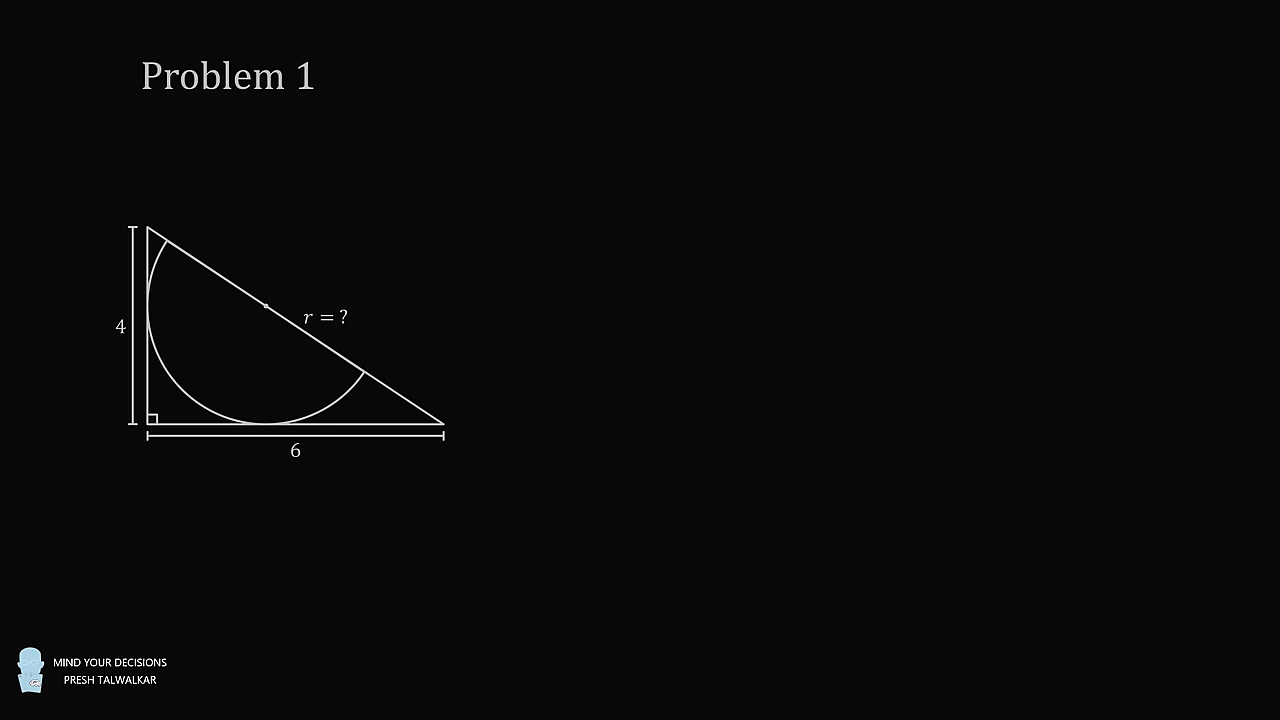 Problem 1
4
r = ?
6
MIND YOUR DECISIONS
PRESH TALWALKAR